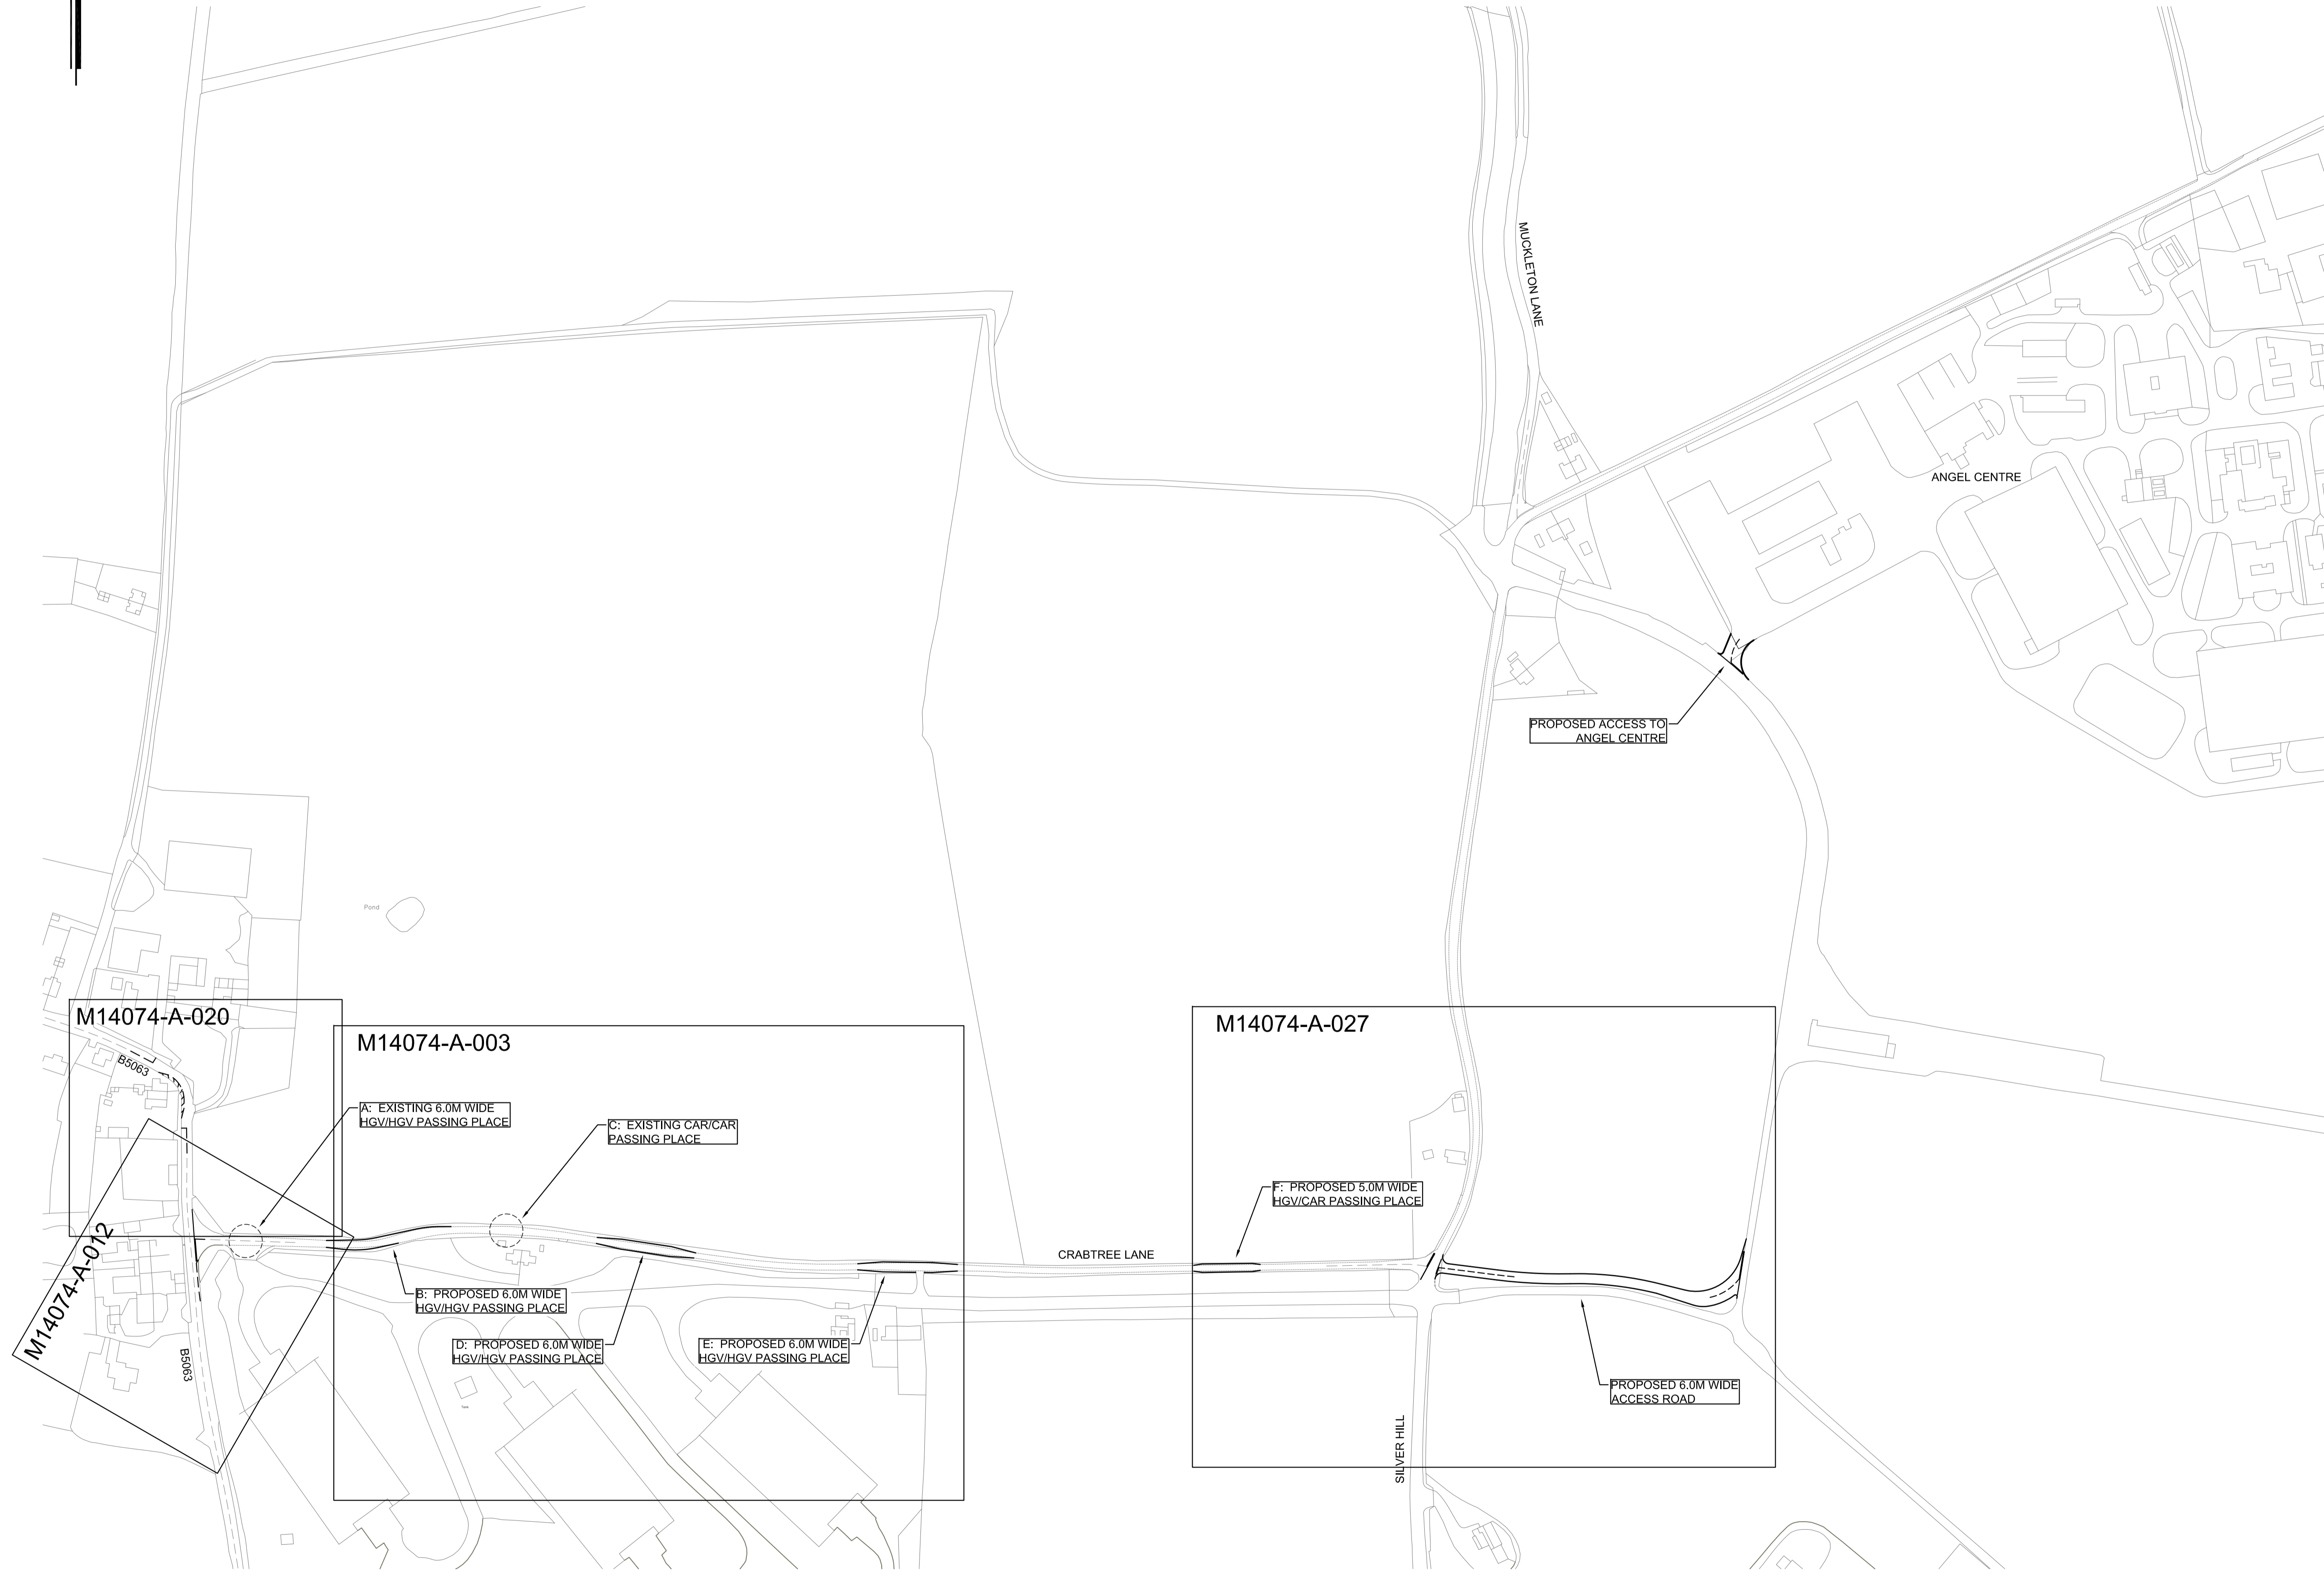 MUCKLETON LANE
ANGEL CENTRE
PROPOSED ACCESS TO
ANGEL CENTRE
Pond
M14074-A-020
M14074-A-003
M14074-A-027
B5063
A: EXISTING 6.0M WIDE
HGV/HGV PASSING PLACE
C: EXISTING CAR/CAR
PASSING PLACE
F: PROPOSED 5.0M WIDE
HGV/CAR PASSING PLACE
M14074-A-012
CRABTREE LANE
B: PROPOSED 6.0M WIDE
HGV/HGV PASSING PLACE
D: PROPOSED 6.0M WIDE
HGV/HGV PASSING PLACE
E: PROPOSED 6.0M WIDE
HGV/HGV PASSING PLACE
B5063
PROPOSED 6.0M WIDE
ACCESS ROAD
SILVER HILL